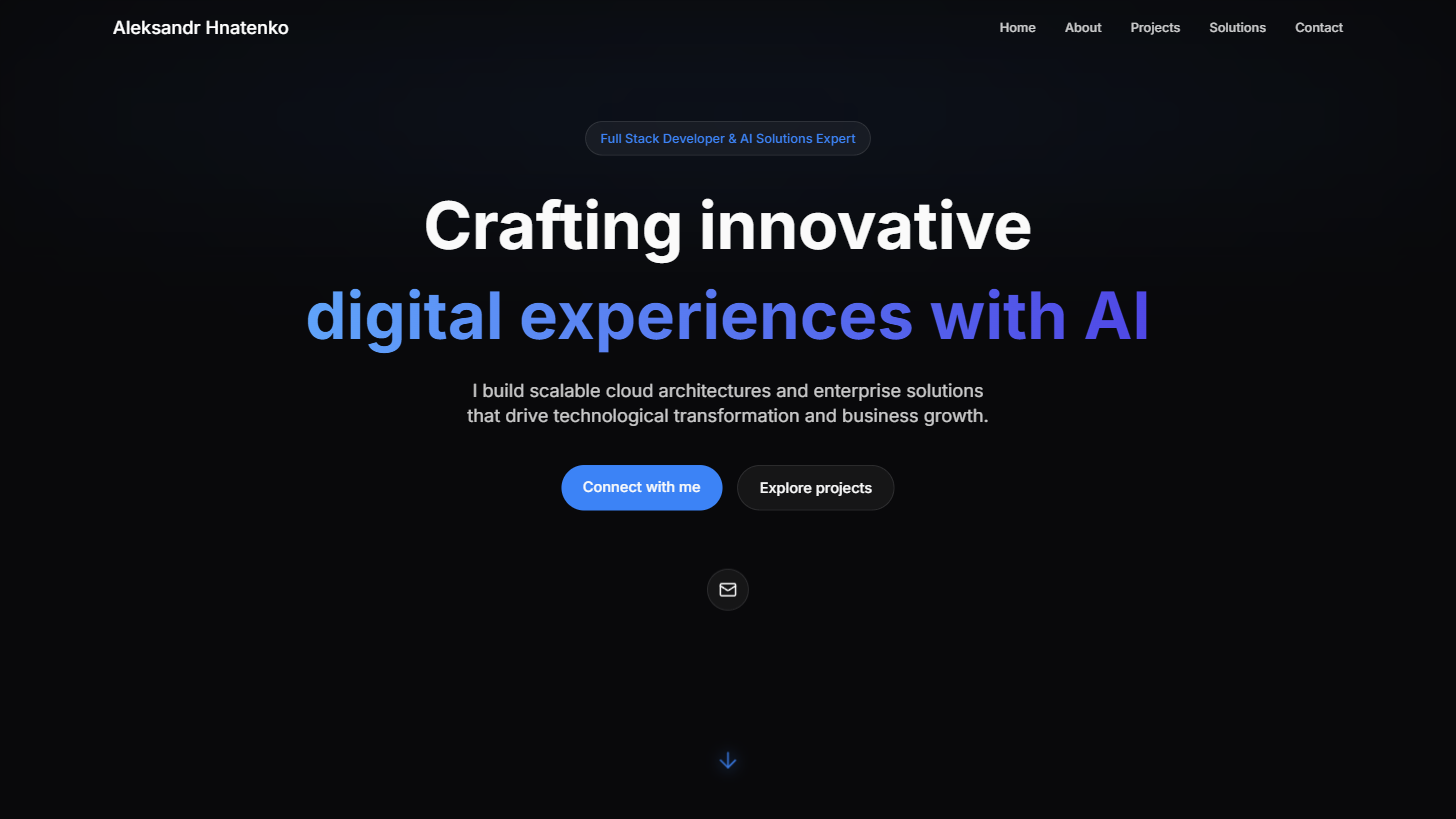 Aleksandr Hnatenko
Home
About
Projects
Solutions
Contact
Full Stack Developer & AI Solutions Expert
Crafting innovative
digital experiences with AI
I build scalable cloud architectures and enterprise solutions
that drive technological transformation and business growth.
Connect with me
Explore projects